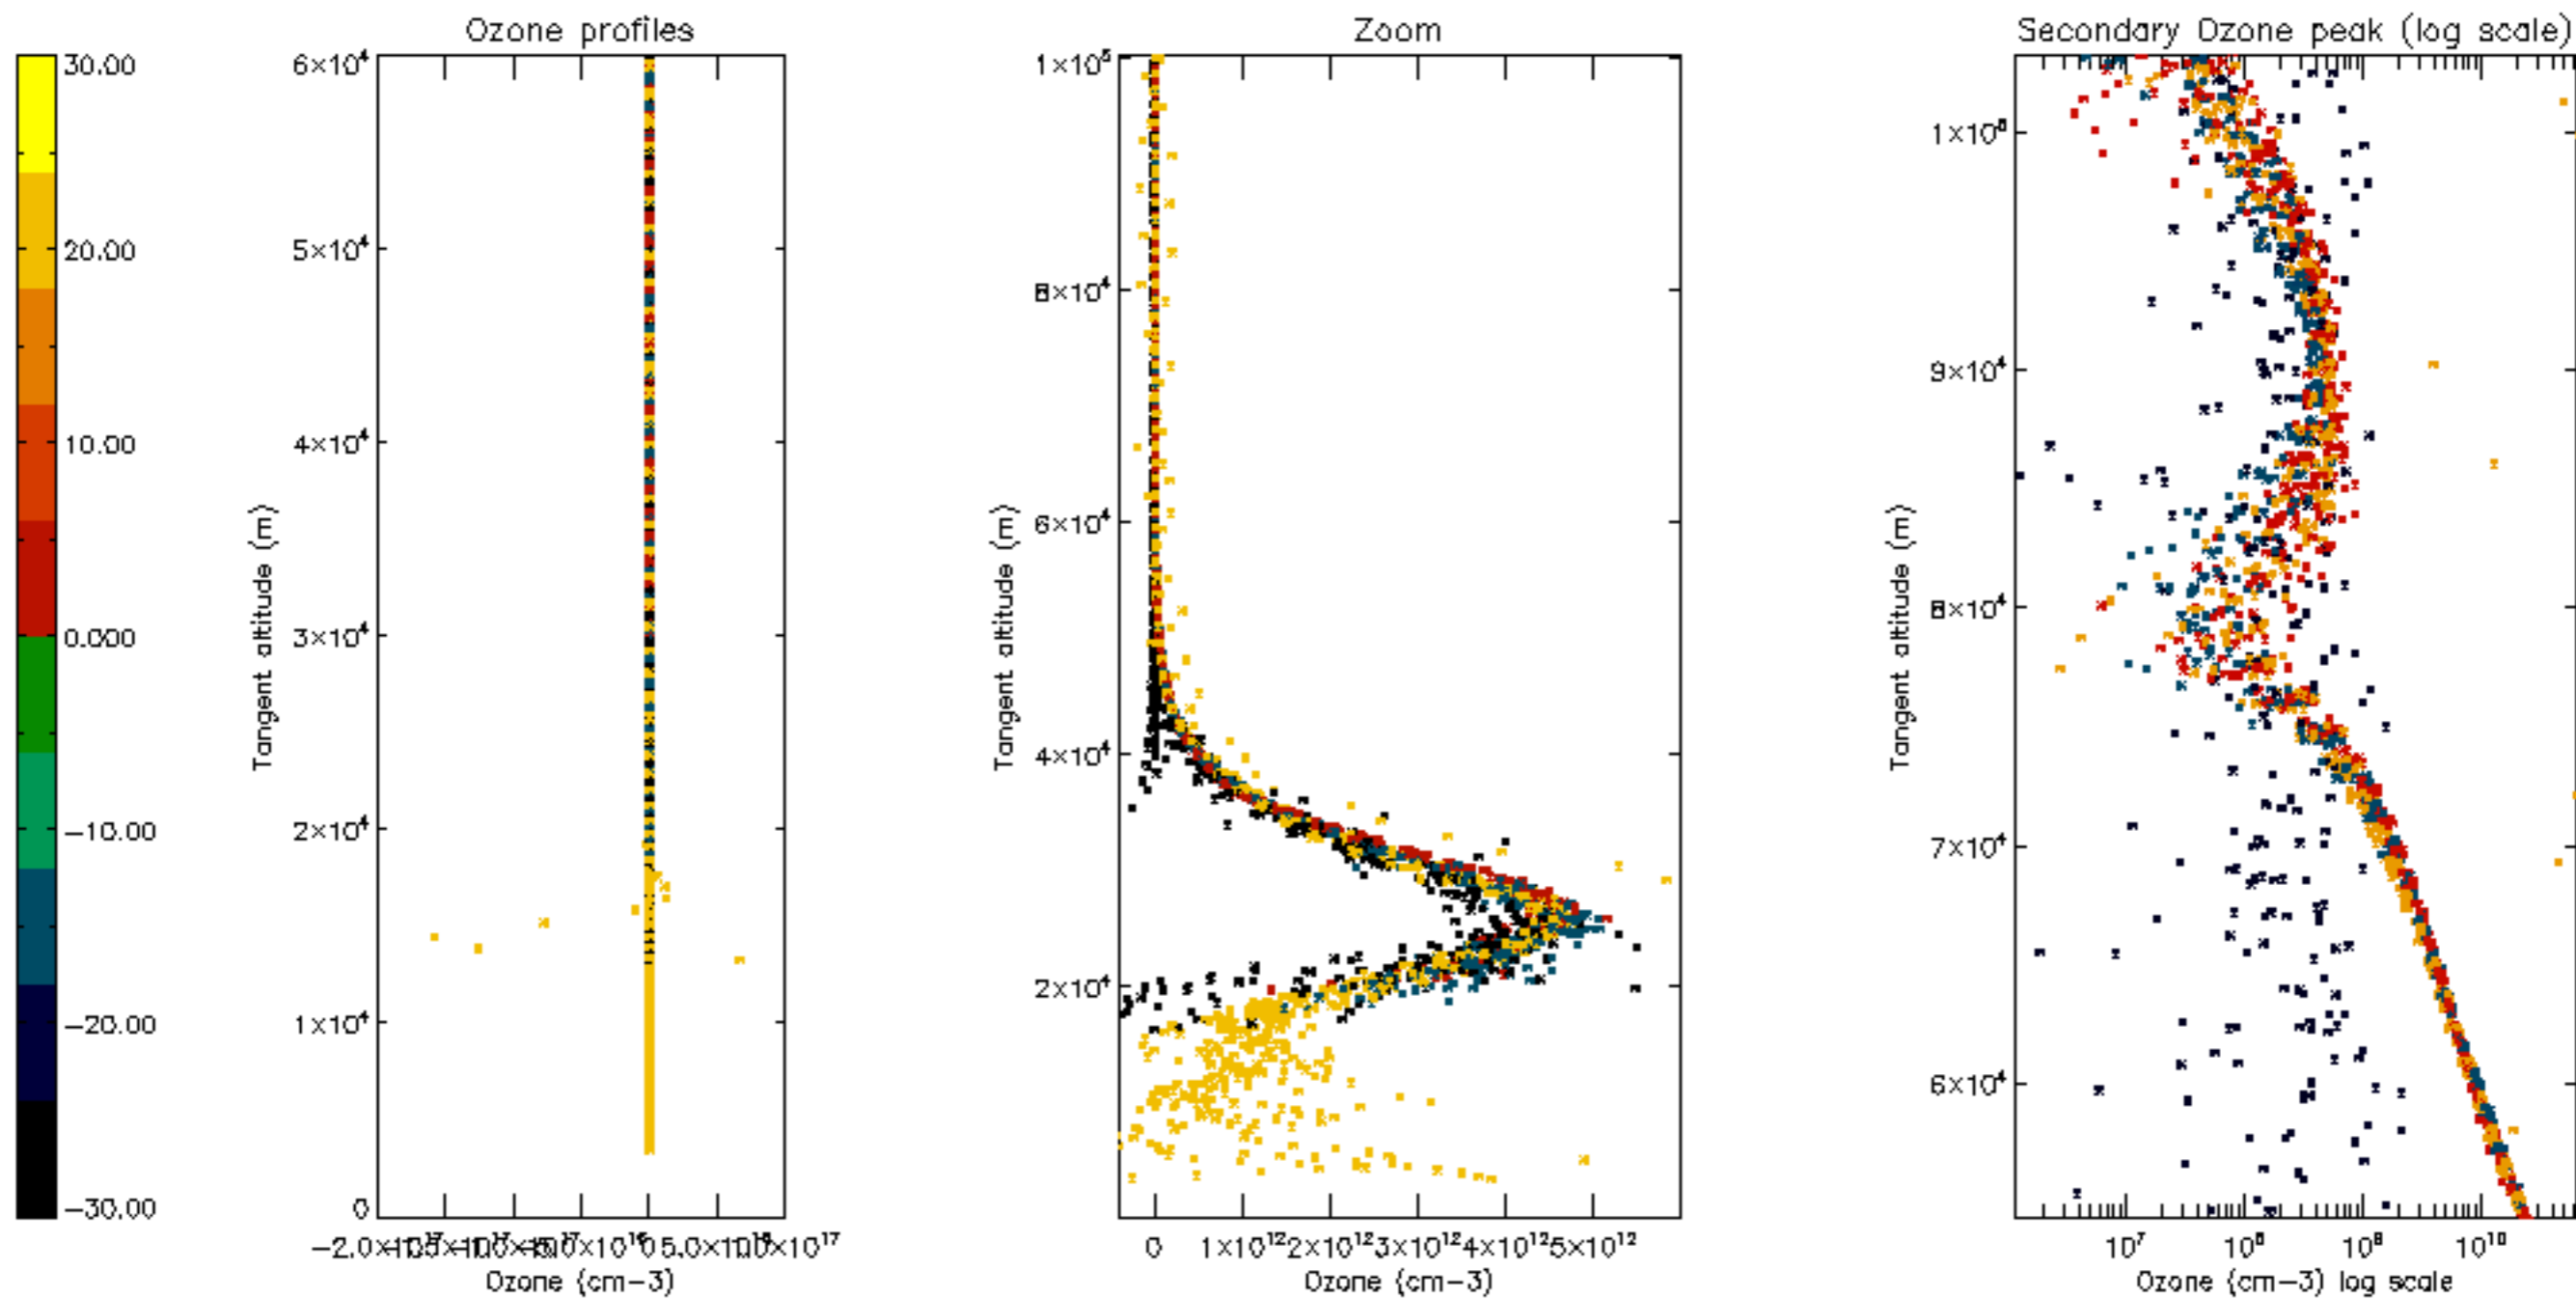 Ozone profiles
Zoom
Secondary Ozone peak (log scale)
30.00
20.00
10.00
0.000
-10.00
-20.00
-30.00
6×10⁴
5×10⁴
4×10⁴
3×10⁴
2×10⁴
1×10⁴
0
Tangent altitude (m)
Ozone (cm-3)
1×10⁵
8×10⁴
6×10⁴
4×10⁴
2×10⁴
Tangent altitude (m)
0 1×10¹² 2×10¹² 3×10¹² 4×10¹² 5×10¹²
Ozone (cm-3)
9×10⁴
8×10⁴
7×10⁴
6×10⁴
Tangent altitude (m)
10⁷ 10⁸ 10⁹ 10¹⁰
Ozone (cm-3) log scale